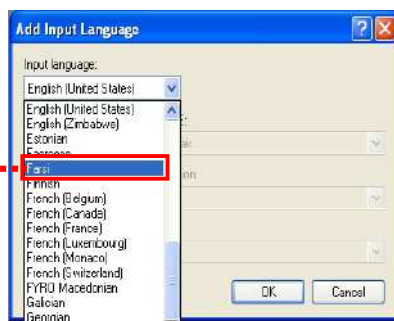 Add Input Language
Input language:
English (United States)
English (United States)
English (Zimbabwe)
Estonian
Faeroese
Farsi
Finnish
French (Belgium)
French (Canada)
French (France)
French (Luxembourg)
French (Monaco)
French (Switzerland)
FYRO Macedonian
Galician
Georgian
OK
Cancel